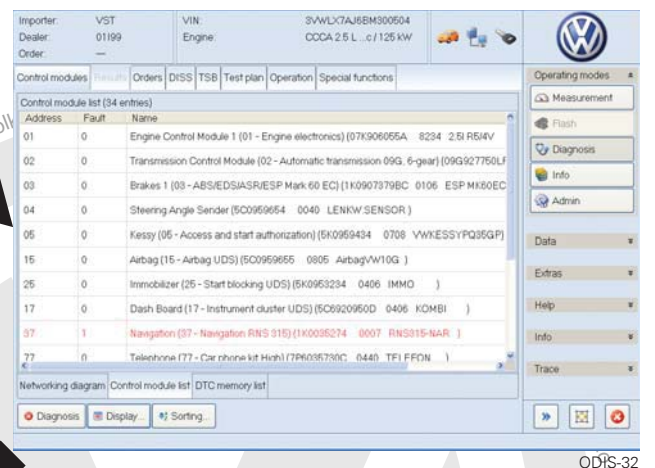 Importer: VST VIN: 3VWLX7AJ6BM300504
Dealer: 01199 Engine: CCCA 2.5 L ...c / 125 kW
Order: —
Control modules Results Orders DISS TSB Test plan Operation Special functions
Operating modes
Control module list (34 entries)
Measurement
Address Fault Name
Flash
01 0 Engine Control Module 1 (01 - Engine electronics) (07K906055A 8234 2.5l R5/4V
Diagnosis
02 0 Transmission Control Module (02 - Automatic transmission 09G, 6-gear) (09G927750LF
Info
03 0 Brakes 1 (03 - ABS/EDS/ASR/ESP Mark 60 EC) (1K0907379BC 0106 ESP MK60EC
Admin
04 0 Steering Angle Sender (5C0959654 0040 LENKW.SENSOR )
05 0 Kessy (05 - Access and start authorization) (5K0959434 0708 VWKESSYPQ35GP)
Data
15 0 Airbag (15 - Airbag UDS) (5C0959655 0805 AirbagVW10G )
Extras
25 0 Immobilizer (25 - Start blocking UDS) (5K0953234 0406 IMMO )
17 0 Dash Board (17 - Instrument cluster UDS) (5C6920950D 0406 KOMBI )
Help
37 1 Navigation (37 - Navigation RNS 315) (1K0035274 0007 RNS315-NAR )
Info
77 0 Telephone (77 - Car phone kit High) (7P6035730C 0440 TELEFON )
Trace
Networking diagram Control module list DTC memory list
Diagnosis Display... Sorting...
ODIS-32